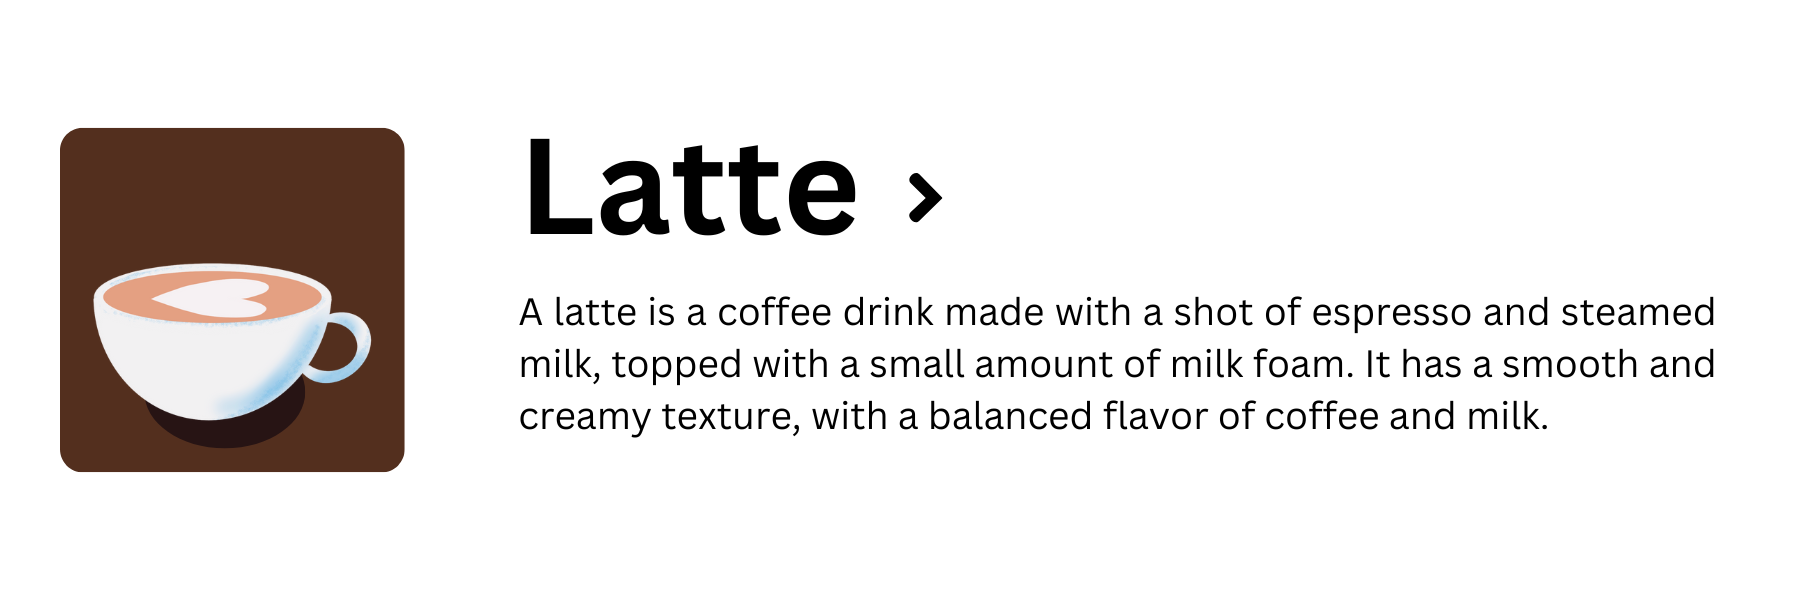 Latte >
A latte is a coffee drink made with a shot of espresso and steamed
milk, topped with a small amount of milk foam. It has a smooth and
creamy texture, with a balanced flavor of coffee and milk.